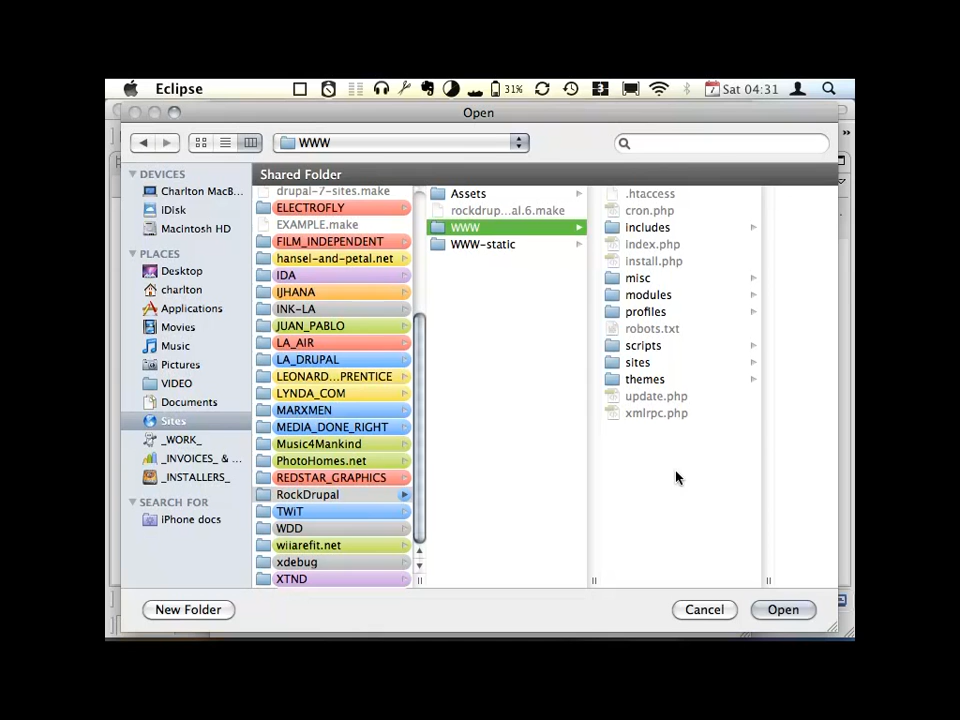 Eclipse
31%
Sat 04:31
Open
WWW
DEVICES
Charlton MacB...
iDisk
Macintosh HD
PLACES
Desktop
charlton
Applications
Movies
Music
Pictures
VIDEO
Documents
Sites
_WORK_
_INVOICES_ & ...
_INSTALLERS_
SEARCH FOR
iPhone docs
Shared Folder
drupal-7-sites.make
ELECTROFLY
EXAMPLE.make
FILM_INDEPENDENT
hansel-and-petal.net
IDA
IJHANA
INK-LA
JUAN_PABLO
LA_AIR
LA_DRUPAL
LEONARD...PRENTICE
LYNDA_COM
MARXMEN
MEDIA_DONE_RIGHT
Music4Mankind
PhotoHomes.net
REDSTAR_GRAPHICS
RockDrupal
TWiT
WDD
wiiarefit.net
xdebug
XTND
Assets
rockdrup...al.6.make
WWW
WWW-static
.htaccess
cron.php
includes
index.php
install.php
misc
modules
profiles
robots.txt
scripts
sites
themes
update.php
xmlrpc.php
New Folder
Cancel
Open